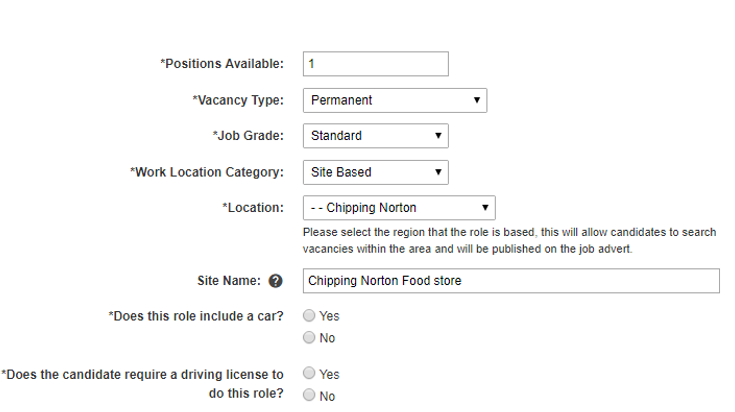 *Positions Available: 1
*Vacancy Type: Permanent
*Job Grade: Standard
*Work Location Category: Site Based
*Location: - - Chipping Norton
Please select the region that the role is based, this will allow candidates to search
vacancies within the area and will be published on the job advert.
Site Name: ? Chipping Norton Food store
*Does this role include a car? Yes
No
*Does the candidate require a driving license to Yes
do this role? No